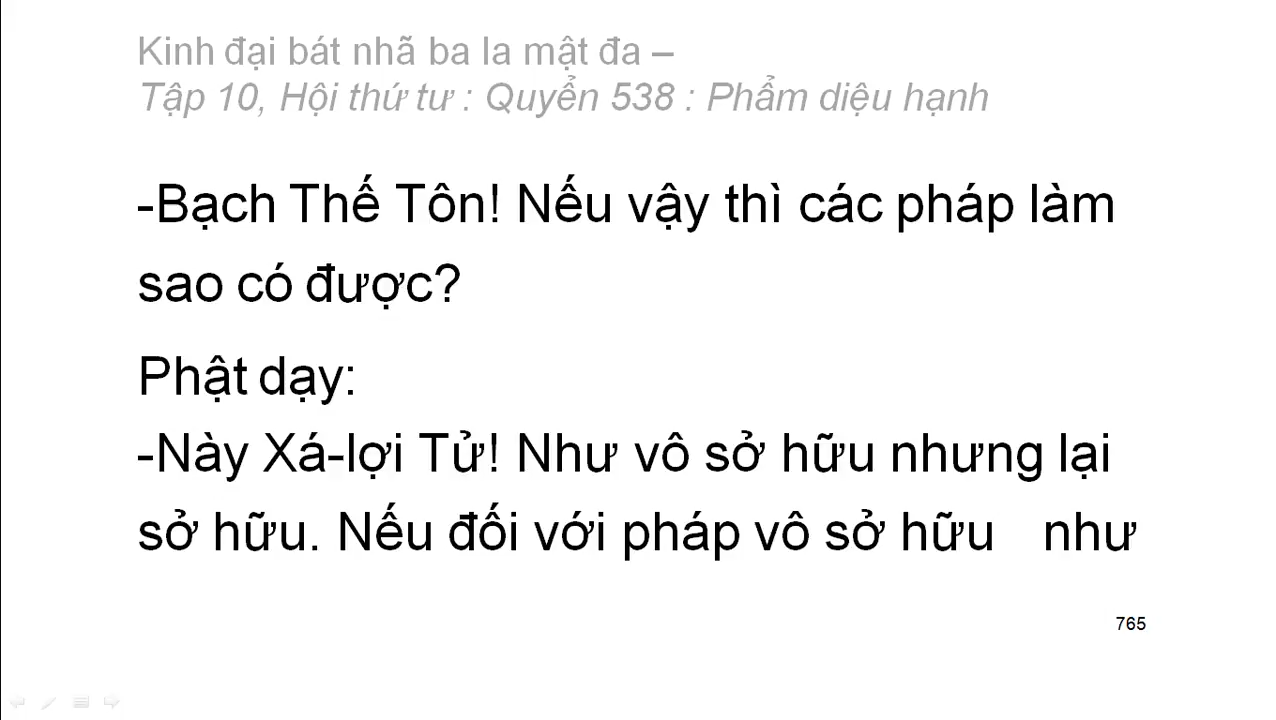 Kinh đại bát nhã ba la mật đa –
Tập 10, Hội thứ tư : Quyển 538 : Phẩm diệu hạnh
-Bạch Thế Tôn! Nếu vậy thì các pháp làm
sao có được?
Phật dạy:
-Này Xá-lợi Tử! Như vô sở hữu nhưng lại
sở hữu. Nếu đối với pháp vô sở hữu như
765